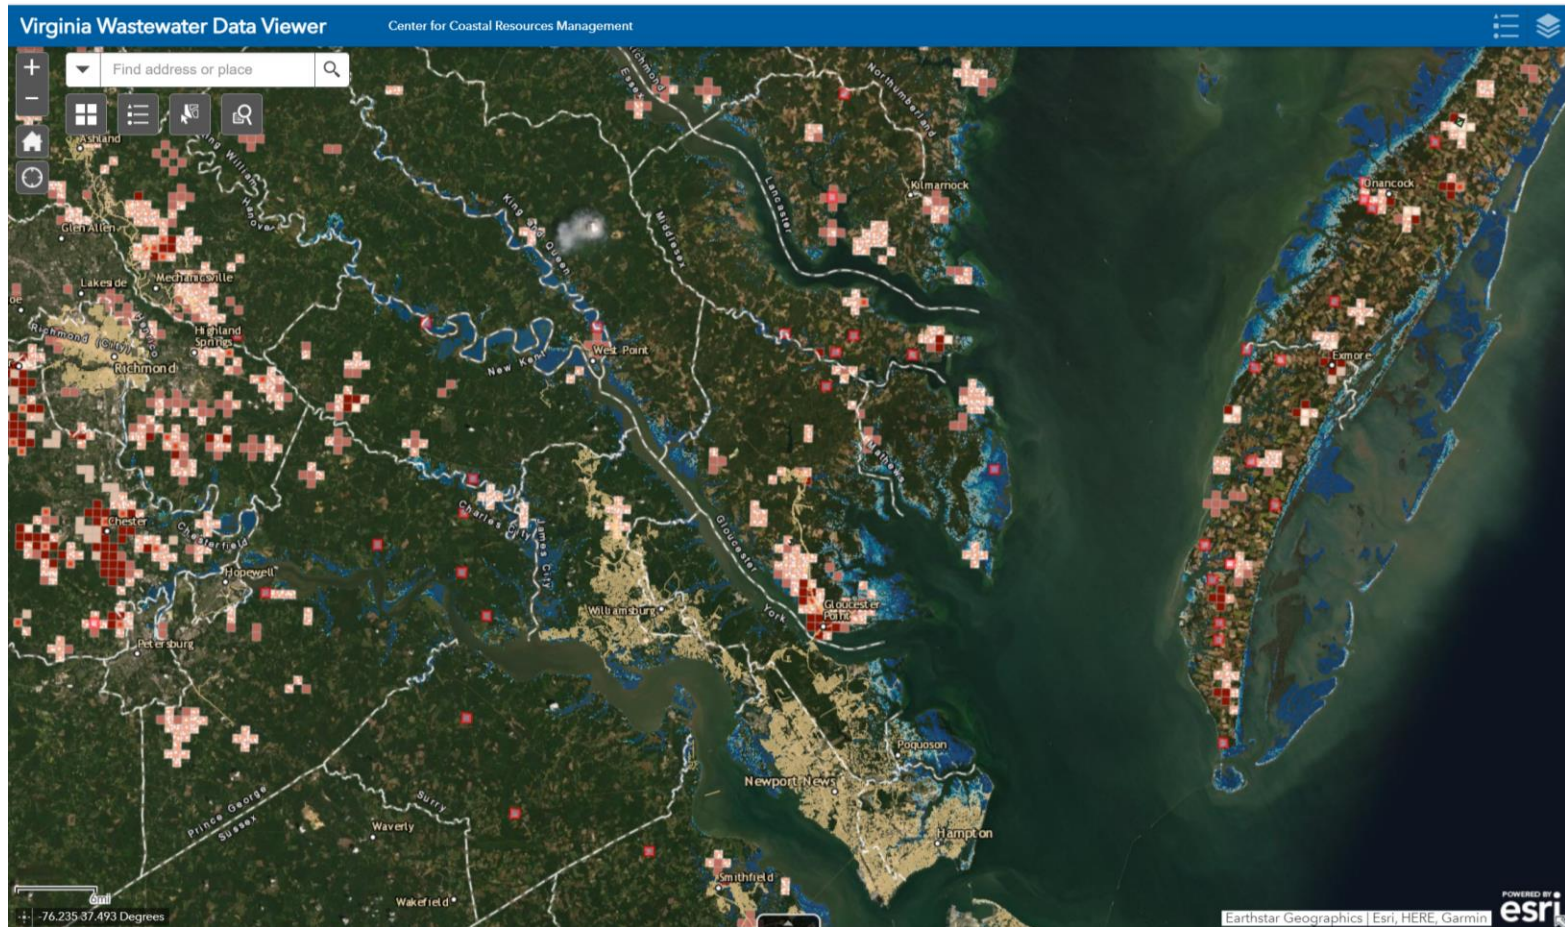 Virginia Wastewater Data Viewer
Center for Coastal Resources Management
+
Find address or place
−
Richmond
Essex
Northumberland
Ashland
King William
Hanover
Lancaster
Kilmarnock
Onancock
King and Queen
Middlesex
Glen Allen
Lakeside
Mechanicsville
Henrico
Richmond (City)
Highland Springs
Richmond
New Kent
West Point
Exmore
Mathews
Charles City
James City
Gloucester
Chester
Chesterfield
Hopewell
Williamsburg
York
Gloucester Point
Petersburg
Poquoson
Newport News
Hampton
Prince George
Sussex
Surry
Waverly
Smithfield
Wakefield
6mi
-76.235 37.493 Degrees
Earthstar Geographics | Esri, HERE, Garmin
POWERED BY
esri